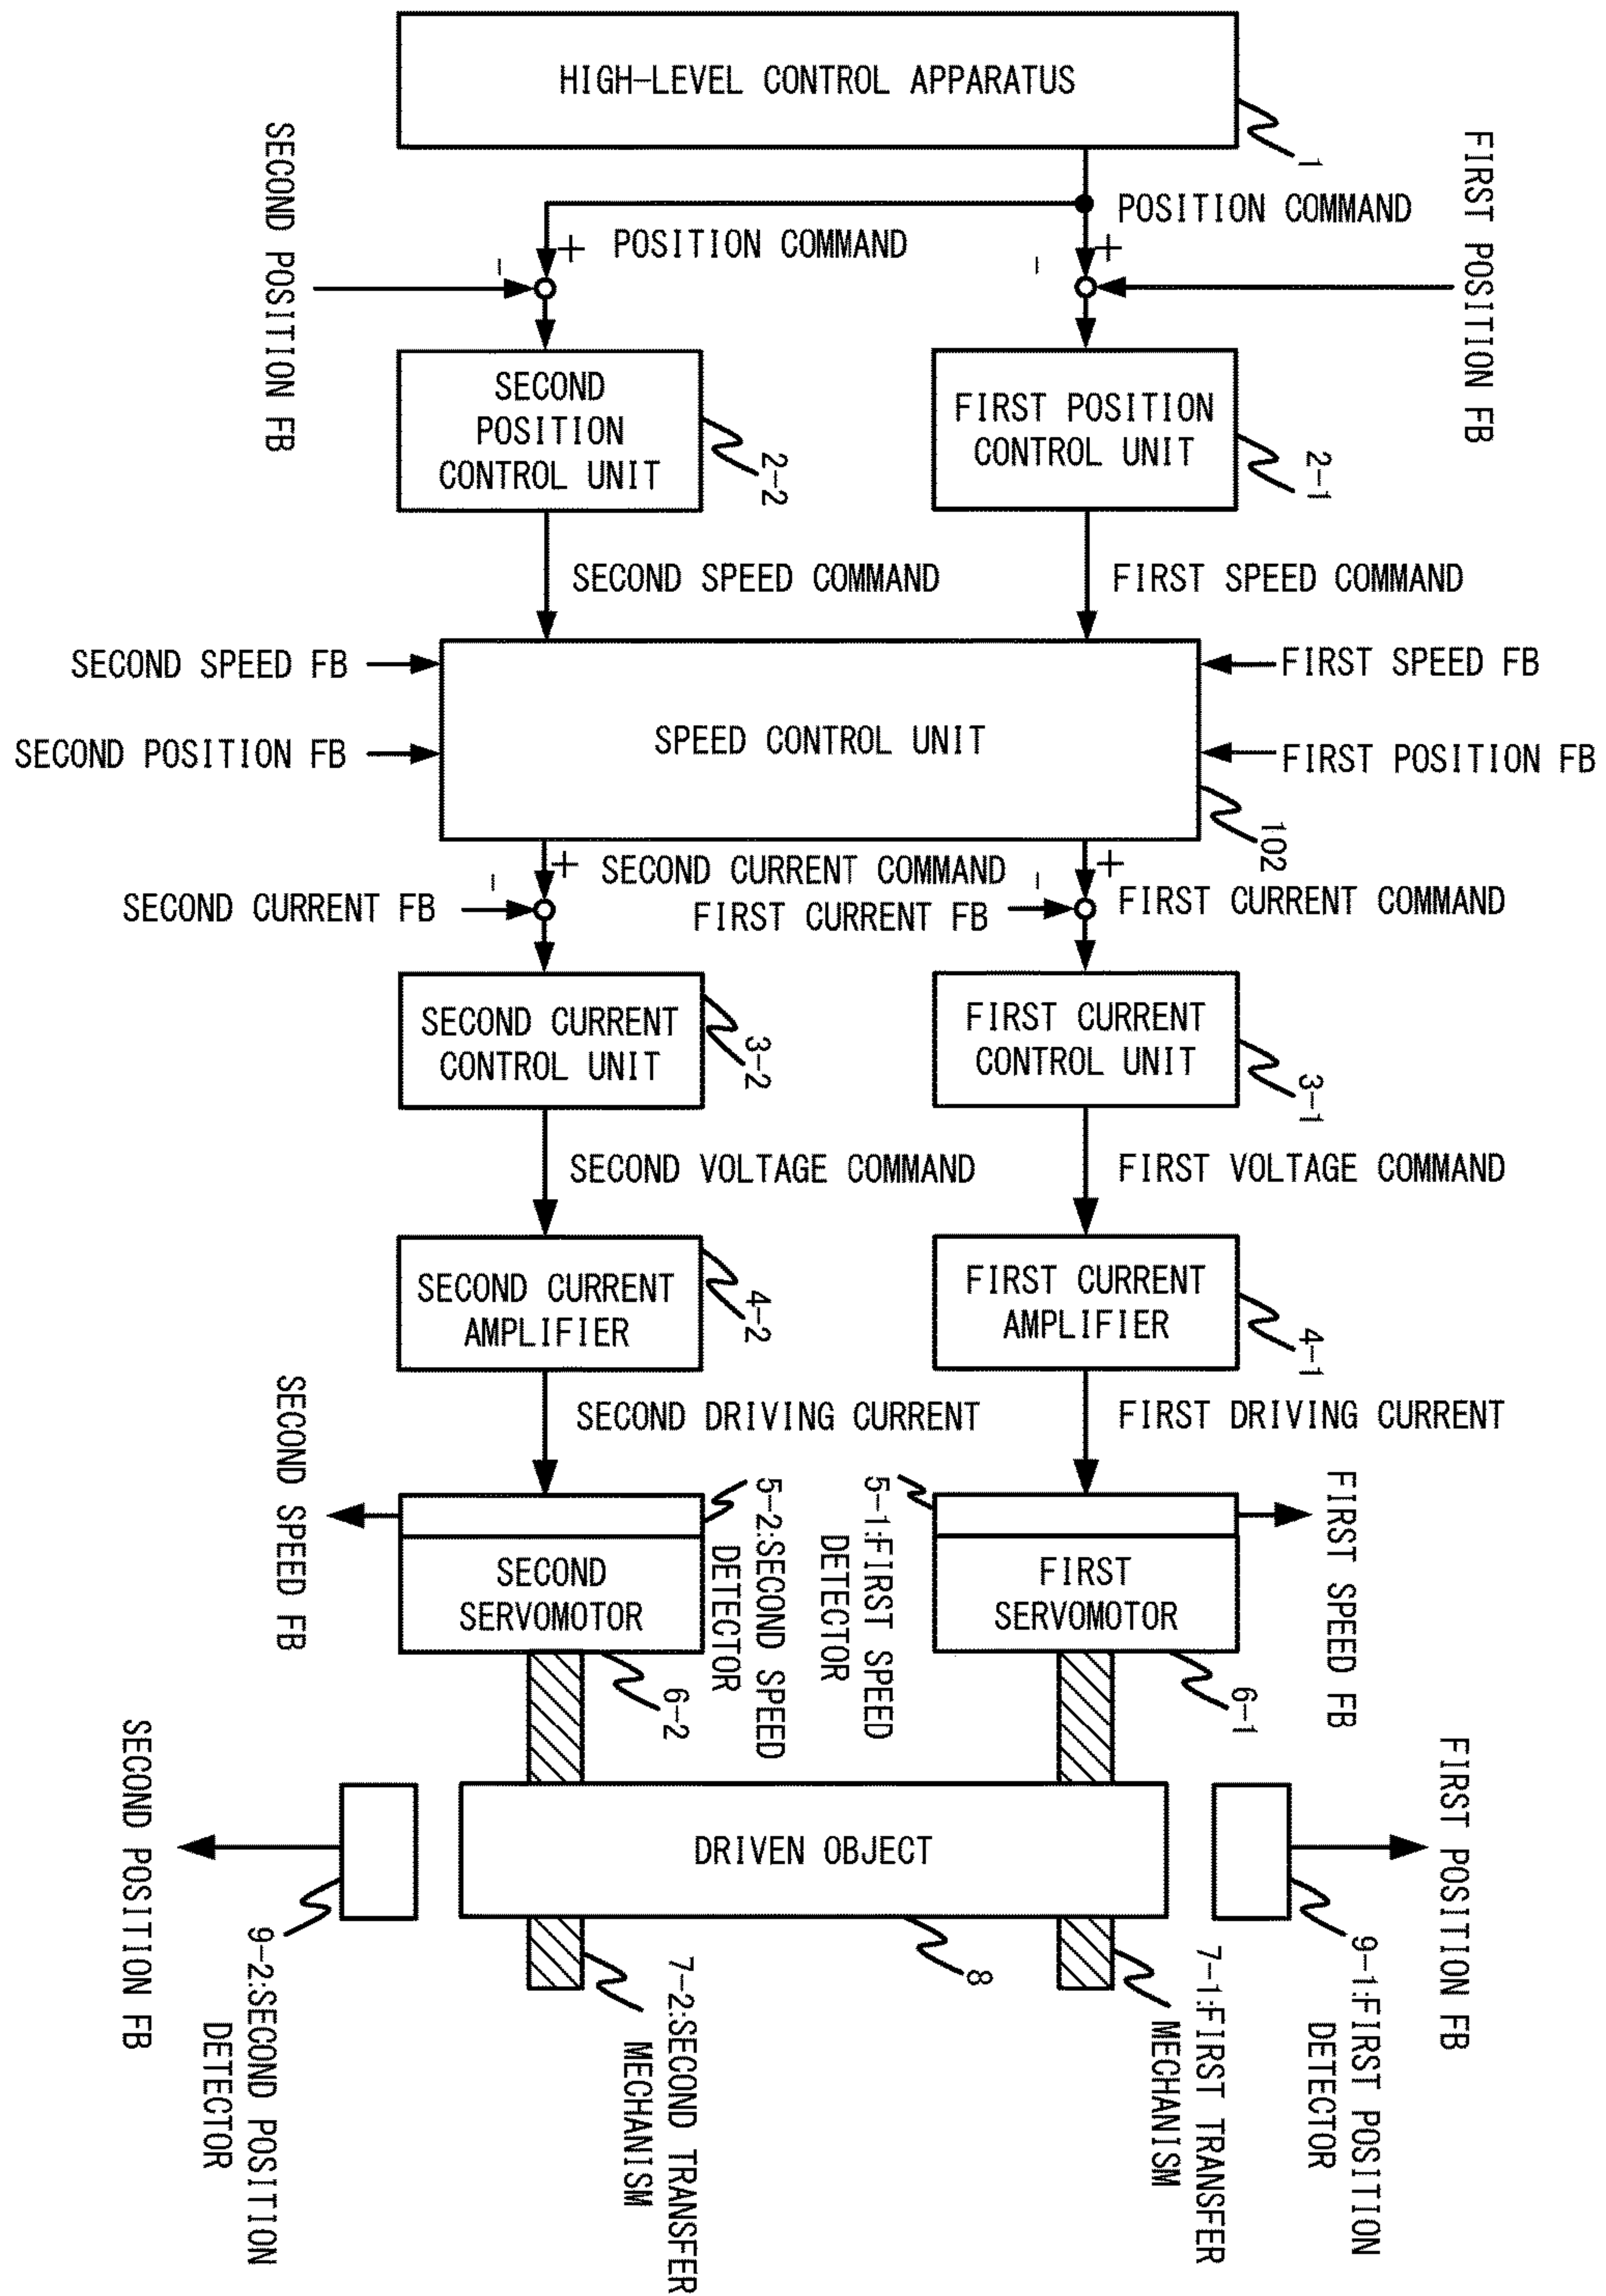 HIGH-LEVEL CONTROL APPARATUS
1
SECOND POSITION FB
FIRST POSITION FB
POSITION COMMAND
POSITION COMMAND
+
-
+
-
SECOND
POSITION
CONTROL UNIT
2-2
FIRST POSITION
CONTROL UNIT
2-1
SECOND SPEED COMMAND
FIRST SPEED COMMAND
SECOND SPEED FB
FIRST SPEED FB
SPEED CONTROL UNIT
SECOND POSITION FB
FIRST POSITION FB
102
+
-
SECOND CURRENT COMMAND
+
-
SECOND CURRENT FB
FIRST CURRENT FB
FIRST CURRENT COMMAND
SECOND CURRENT
CONTROL UNIT
3-2
FIRST CURRENT
CONTROL UNIT
3-1
SECOND VOLTAGE COMMAND
FIRST VOLTAGE COMMAND
SECOND CURRENT
AMPLIFIER
4-2
FIRST CURRENT
AMPLIFIER
4-1
SECOND DRIVING CURRENT
FIRST DRIVING CURRENT
SECOND SPEED FB
5-2:SECOND SPEED
DETECTOR
5-1:FIRST SPEED
DETECTOR
FIRST SPEED FB
SECOND
SERVOMOTOR
6-2
FIRST
SERVOMOTOR
6-1
SECOND POSITION FB
DRIVEN OBJECT
FIRST POSITION FB
9-2:SECOND POSITION
DETECTOR
7-2:SECOND TRANSFER
MECHANISM
8
7-1:FIRST TRANSFER
MECHANISM
9-1:FIRST POSITION
DETECTOR